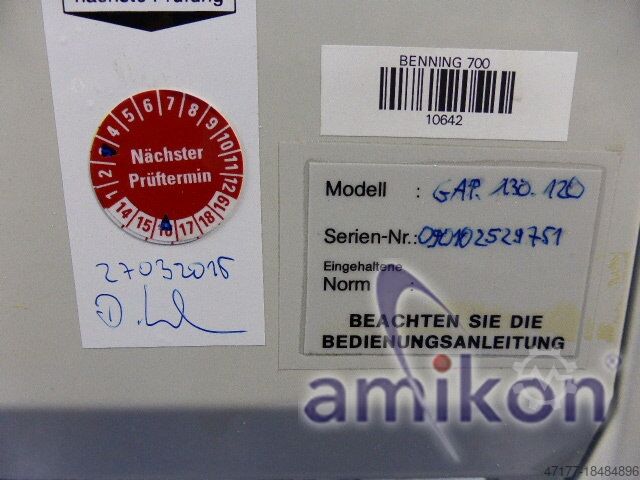 nächste Prüfung
BENNING 700
10642
1 2 3 4 5 6 7 8 9 10 11 12
Nächster
Prüftermin
14 15 16 17 18 19
27032015
Modell : GAP. 130. 120
Serien-Nr.: 090102529751
Eingehaltene
Norm :
BEACHTEN SIE DIE
BEDIENUNGSANLEITUNG
amikon
47177-18484896